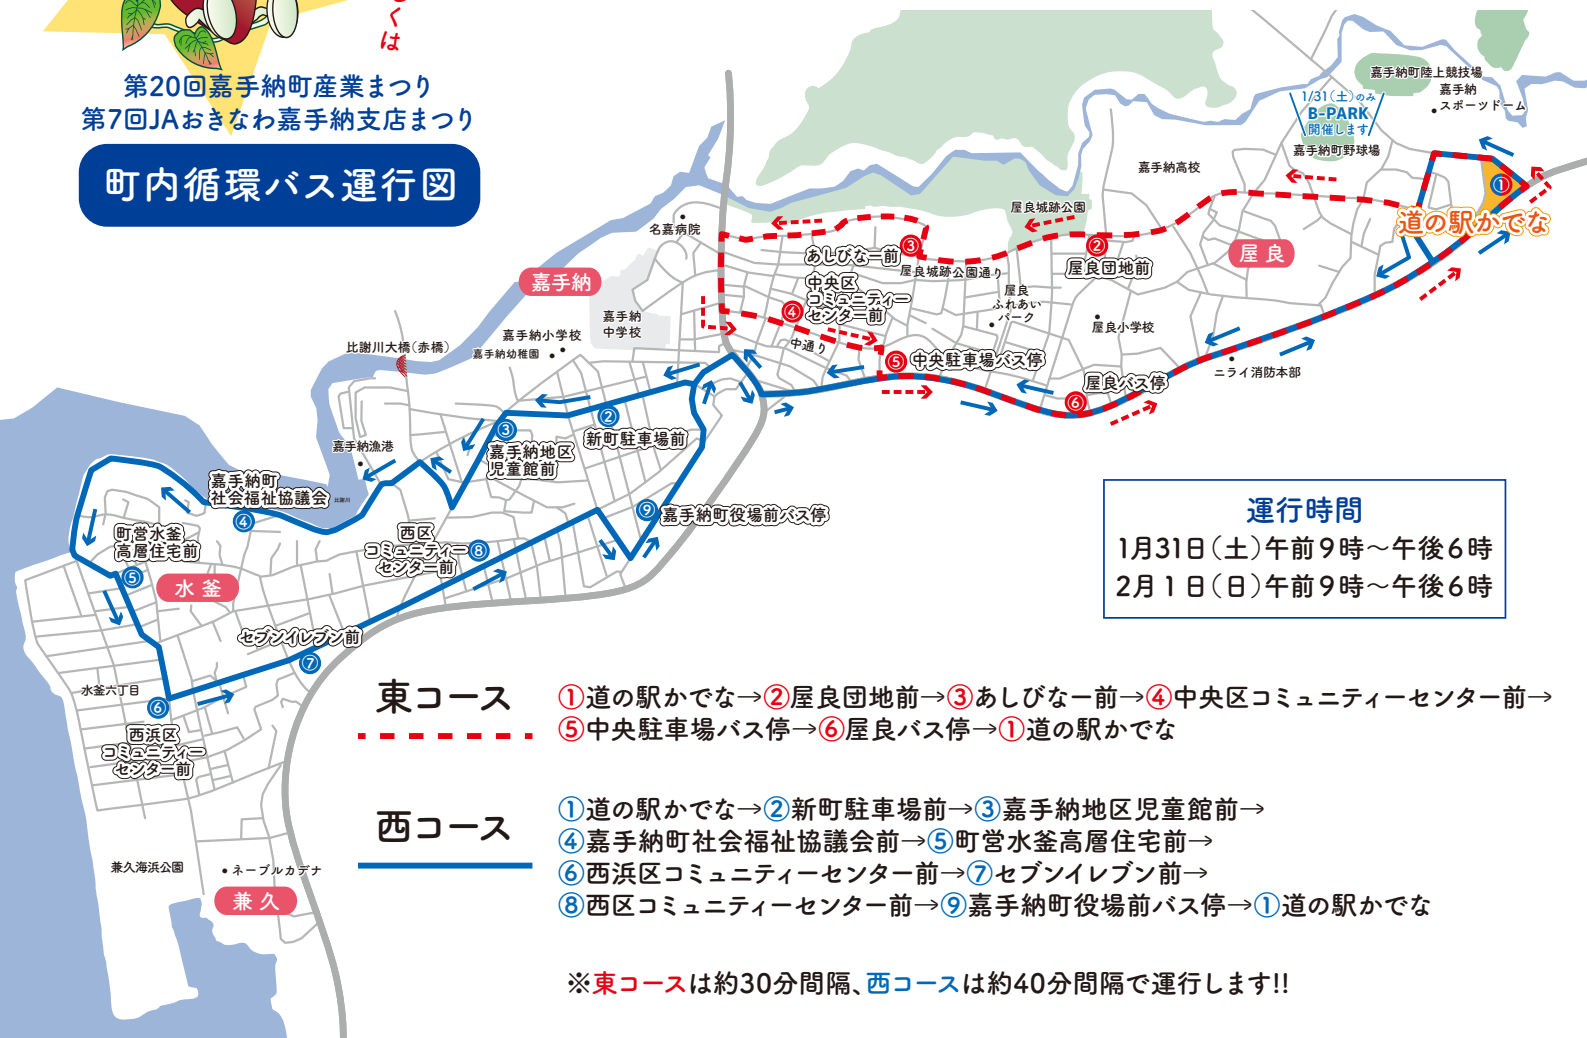 くは
第20回嘉手納町産業まつり
第7回JAおきなわ嘉手納支店まつり
町内循環バス運行図
嘉手納町陸上競技場
嘉手納
スポーツドーム
1/31(土)のみ
B-PARK
開催します
嘉手納町野球場
嘉手納高校
①
道の駅かでな
屋良
屋良城跡公園
②
屋良団地前
名嘉病院
③
あしびなー前
屋良城跡公園通り
中央区
コミュニティー
センター前
④
屋良
ふれあい
パーク
屋良小学校
嘉手納
嘉手納
中学校
嘉手納小学校
嘉手納幼稚園
比謝川大橋(赤橋)
中通り
⑤
中央駐車場バス停
屋良バス停
⑥
ニライ消防本部
②
新町駐車場前
③
嘉手納地区
児童館前
嘉手納漁港
嘉手納町
社会福祉協議会
比謝川
④
町営水釜
高層住宅前
⑤
水釜
西区
コミュニティー
センター前
⑧
⑨
嘉手納町役場前バス停
セブンイレブン前
⑦
水釜六丁目
⑥
西浜区
コミュニティー
センター前
兼久海浜公園
ネーブルカデナ
兼久
運行時間
1月31日(土)午前9時~午後6時
2月1日(日)午前9時~午後6時
東コース
①道の駅かでな→②屋良団地前→③あしびなー前→④中央区コミュニティーセンター前→
⑤中央駐車場バス停→⑥屋良バス停→①道の駅かでな
西コース
①道の駅かでな→②新町駐車場前→③嘉手納地区児童館前→
④嘉手納町社会福祉協議会前→⑤町営水釜高層住宅前→
⑥西浜区コミュニティーセンター前→⑦セブンイレブン前→
⑧西区コミュニティーセンター前→⑨嘉手納町役場前バス停→①道の駅かでな
※東コースは約30分間隔、西コースは約40分間隔で運行します!!